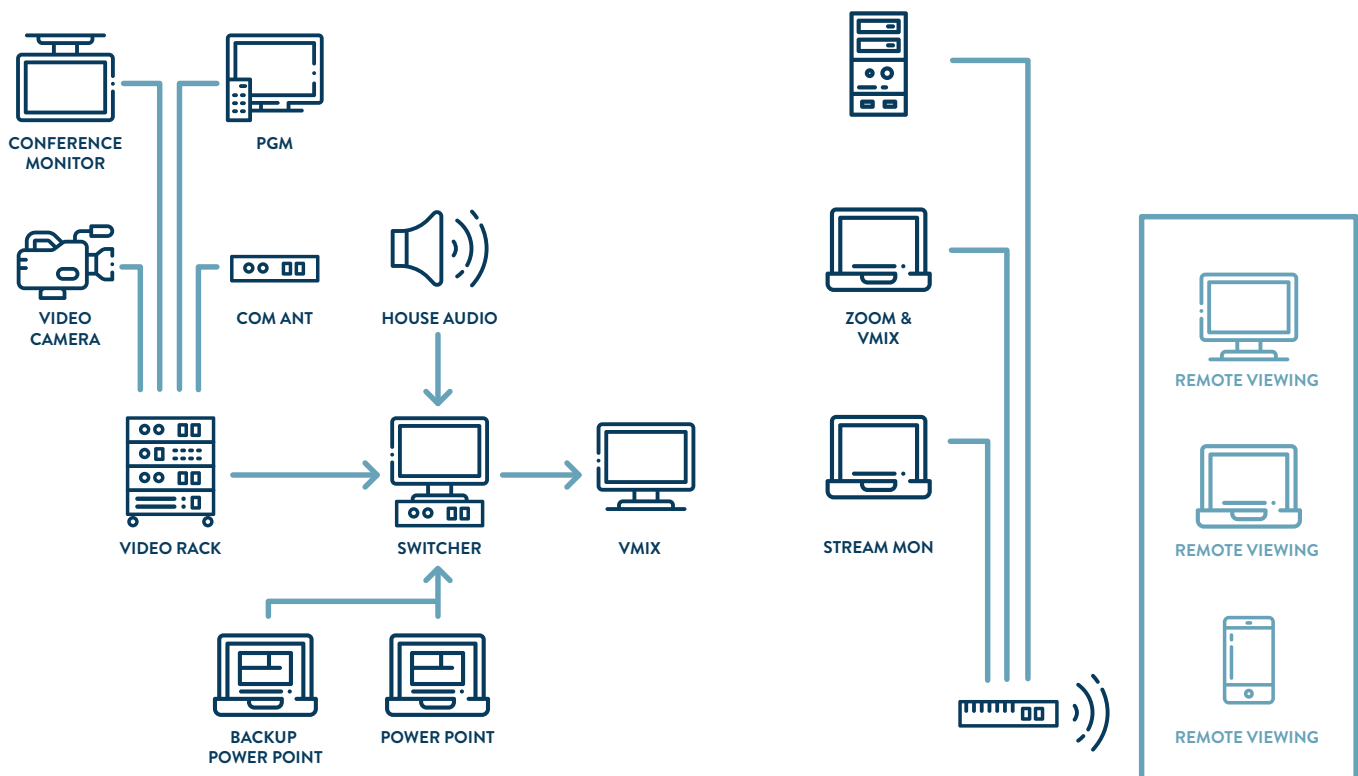 CONFERENCE
MONITOR
PGM
VIDEO
CAMERA
COM ANT
HOUSE AUDIO
ZOOM &
VMIX
REMOTE VIEWING
VIDEO RACK
SWITCHER
VMIX
STREAM MON
REMOTE VIEWING
BACKUP
POWER POINT
POWER POINT
REMOTE VIEWING